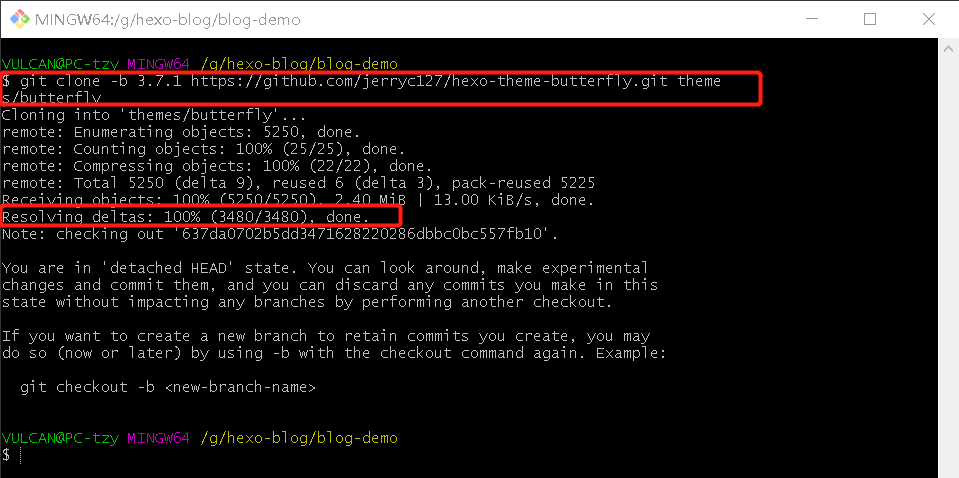 MINGW64:/g/hexo-blog/blog-demo
VULCAN@PC-tzy MINGW64 /g/hexo-blog/blog-demo
$ git clone -b 3.7.1 https://github.com/jerryc127/hexo-theme-butterfly.git theme
s/butterfly
Cloning into 'themes/butterfly'...
remote: Enumerating objects: 5250, done.
remote: Counting objects: 100% (25/25), done.
remote: Compressing objects: 100% (22/22), done.
remote: Total 5250 (delta 9), reused 6 (delta 3), pack-reused 5225
Receiving objects: 100% (5250/5250), 2.40 MiB | 13.00 KiB/s, done.
Resolving deltas: 100% (3480/3480), done.
Note: checking out '637da0702b5dd3471628220286dbbc0bc557fb10'.
You are in 'detached HEAD' state. You can look around, make experimental
changes and commit them, and you can discard any commits you make in this
state without impacting any branches by performing another checkout.
If you want to create a new branch to retain commits you create, you may
do so (now or later) by using -b with the checkout command again. Example:
git checkout -b <new-branch-name>
VULCAN@PC-tzy MINGW64 /g/hexo-blog/blog-demo
$